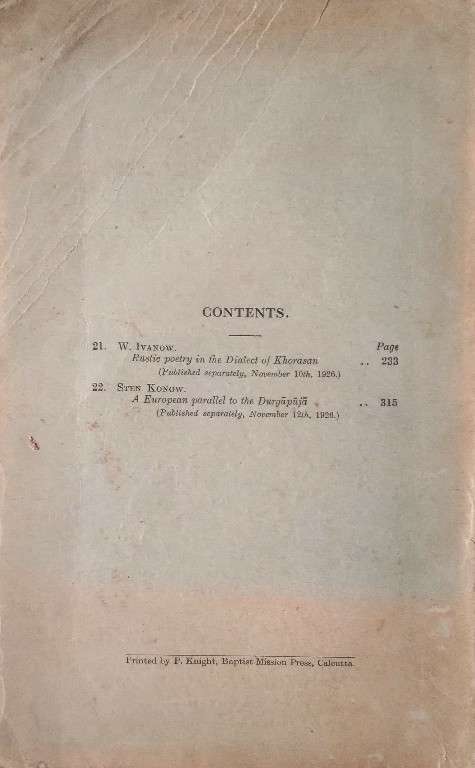 CONTENTS.
21. W. IVANOW. Page
Rustic poetry in the Dialect of Khorasan .. 233
(Published separately, November 10th, 1926.)
22. STEN KONOW.
A European parallel to the Durgāpūjā .. 315
(Published separately, November 12th, 1926.)
Printed by P. Knight, Baptist Mission Press, Calcutta.